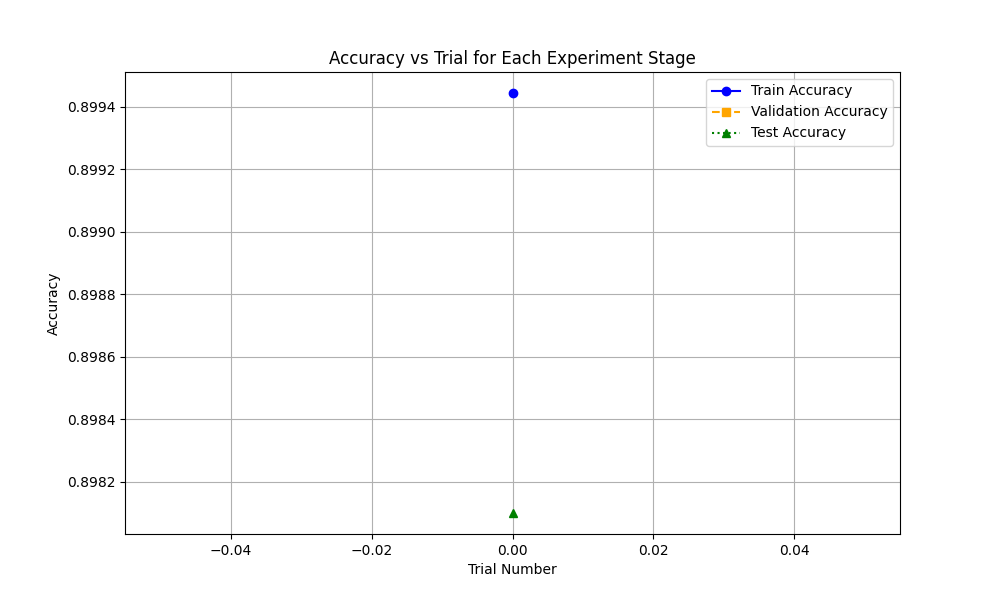 Accuracy vs Trial for Each Experiment Stage
Train Accuracy
Validation Accuracy
Test Accuracy
Accuracy
0.8994
0.8992
0.8990
0.8988
0.8986
0.8984
0.8982
−0.04
−0.02
0.00
0.02
0.04
Trial Number